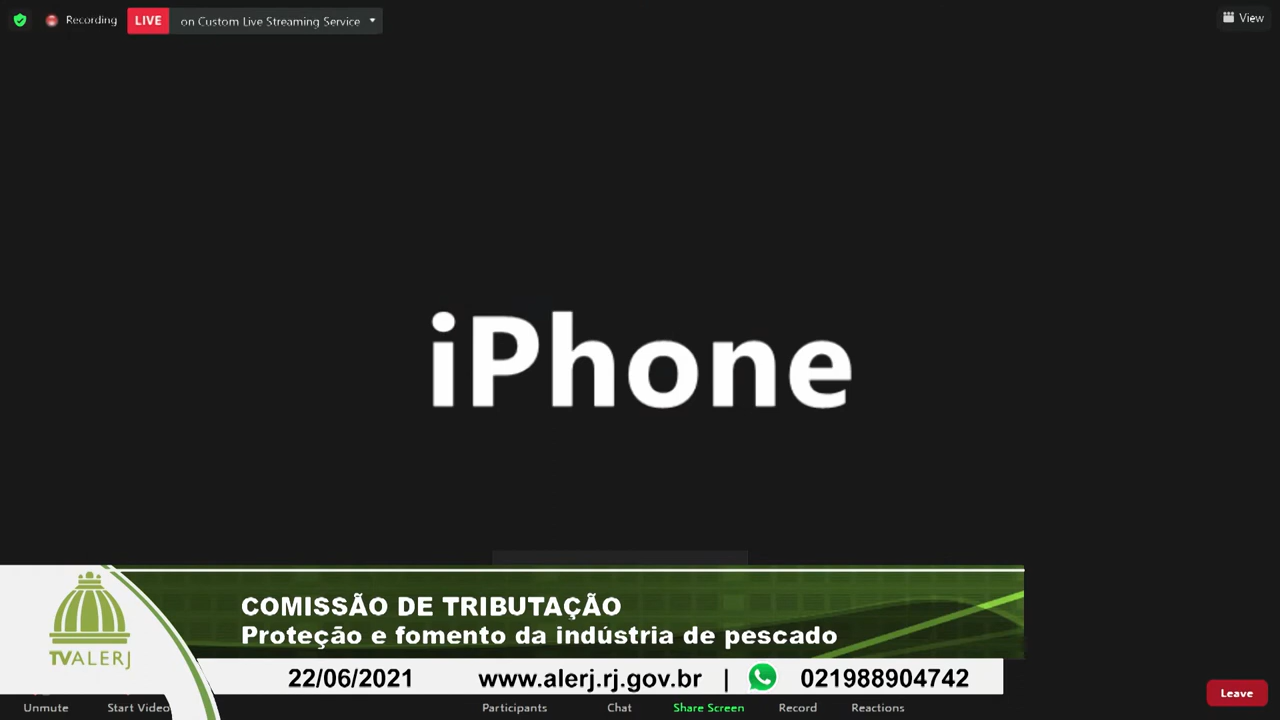 Recording
LIVE on Custom Live Streaming Service
View
iPhone
COMISSÃO DE TRIBUTAÇÃO
Proteção e fomento da indústria de pescado
TVALERJ
22/06/2021 www.alerj.rj.gov.br | 021988904742
Leave
Unmute Start Video Participants Chat Share Screen Record Reactions